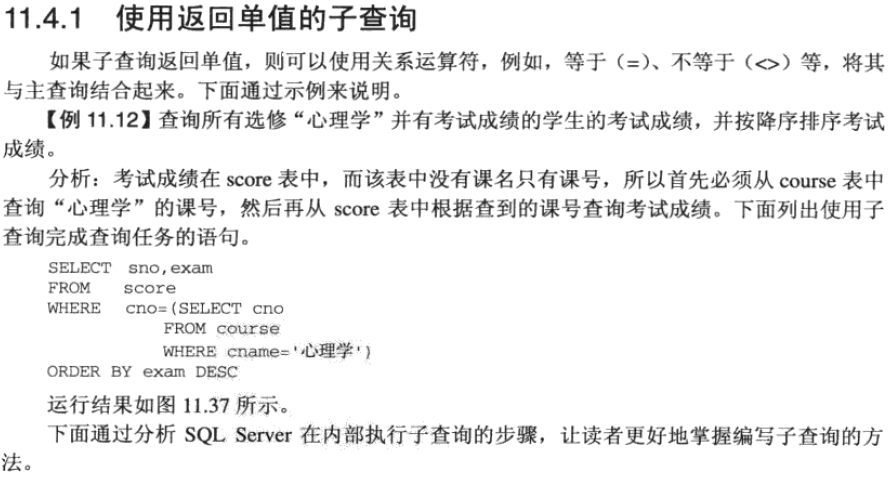 11.4.1 使用返回单值的子查询
如果子查询返回单值，则可以使用关系运算符，例如，等于（=）、不等于（<>）等，将其
与主查询结合起来。下面通过示例来说明。
【例 11.12】查询所有选修“心理学”并有考试成绩的学生的考试成绩，并按降序排序考试
成绩。
分析：考试成绩在 score 表中，而该表中没有课名只有课号，所以首先必须从 course 表中
查询“心理学”的课号，然后再从 score 表中根据查到的课号查询考试成绩。下面列出使用子
查询完成查询任务的语句。
SELECT sno,exam
FROM score
WHERE cno=(SELECT cno
FROM course
WHERE cname='心理学')
ORDER BY exam DESC
运行结果如图 11.37 所示。
下面通过分析 SQL Server 在内部执行子查询的步骤，让读者更好地掌握编写子查询的方
法。